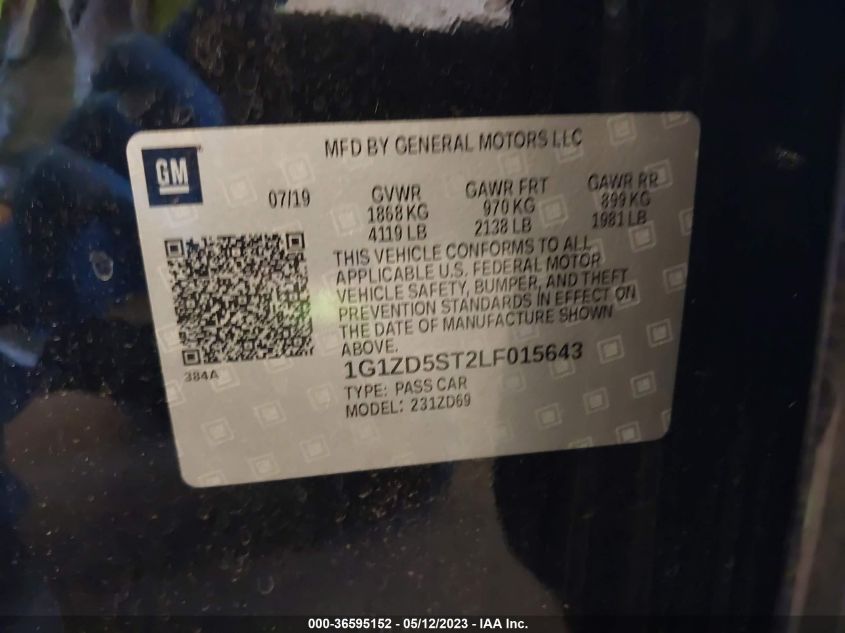 MFD BY GENERAL MOTORS LLC
GM
07/19 GVWR GAWR FRT GAWR RR
1868 KG 970 KG 899 KG
4119 LB 2138 LB 1981 LB
THIS VEHICLE CONFORMS TO ALL
APPLICABLE U.S. FEDERAL MOTOR
VEHICLE SAFETY, BUMPER, AND THEFT
PREVENTION STANDARDS IN EFFECT ON
THE DATE OF MANUFACTURE SHOWN
ABOVE.
384A
1G1ZD5ST2LF015643
TYPE: PASS CAR
MODEL: 231ZD69
000-36595152 - 05/12/2023 - IAA Inc.